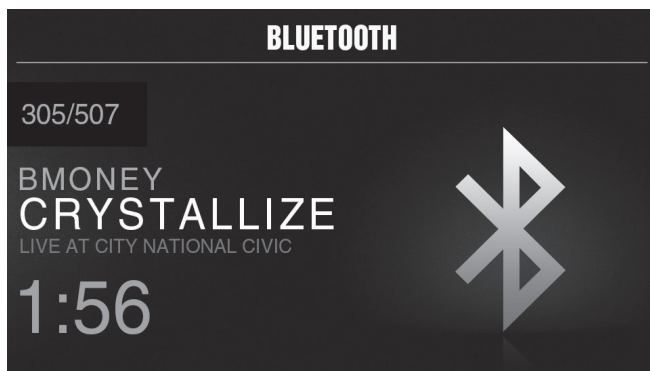 BLUETOOTH
305/507
BMONEY
CRYSTALLIZE
LIVE AT CITY NATIONAL CIVIC
1:56